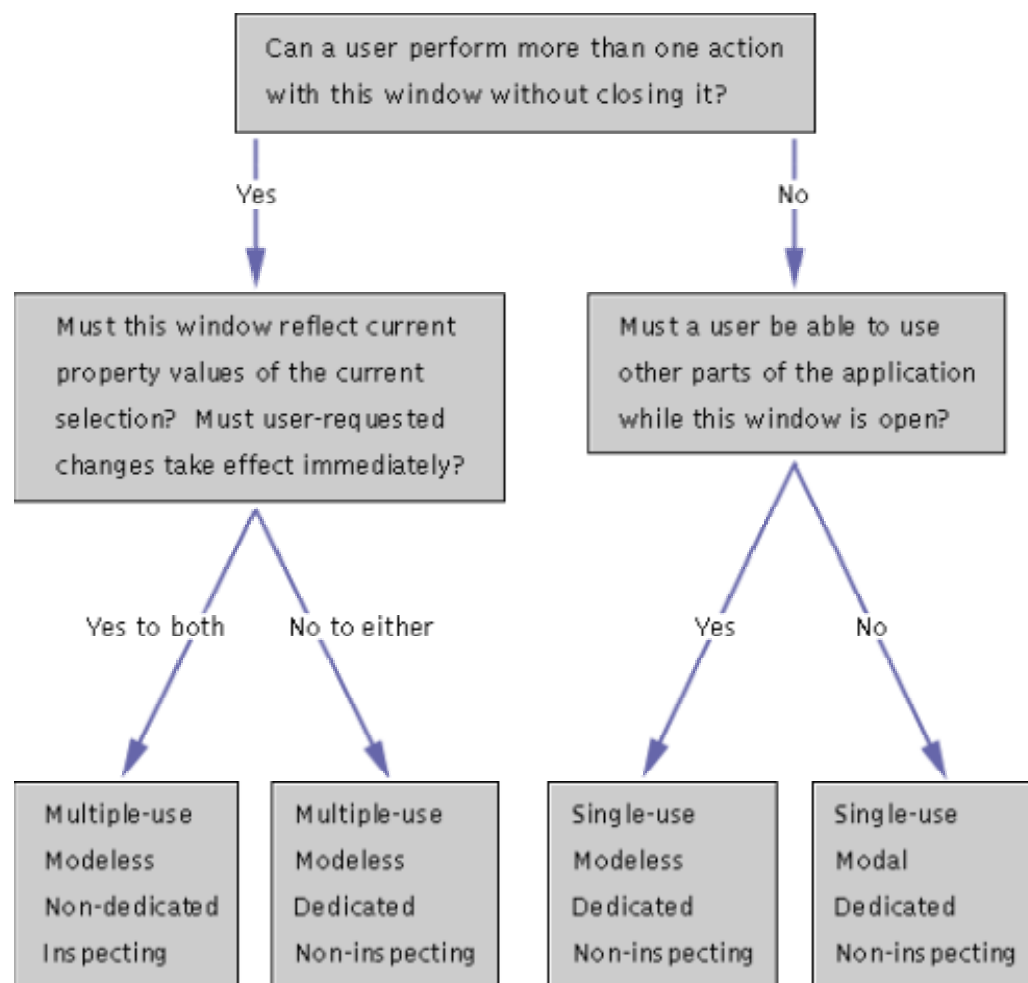 Can a user perform more than one action
with this window without closing it?
Yes
No
Must this window reflect current
property values of the current
selection? Must user-requested
changes take effect immediately?
Must a user be able to use
other parts of the application
while this window is open?
Yes to both
No to either
Yes
No
Multiple-use
Modeless
Non-dedicated
Inspecting
Multiple-use
Modeless
Dedicated
Non-inspecting
Single-use
Modeless
Dedicated
Non-inspecting
Single-use
Modal
Dedicated
Non-inspecting